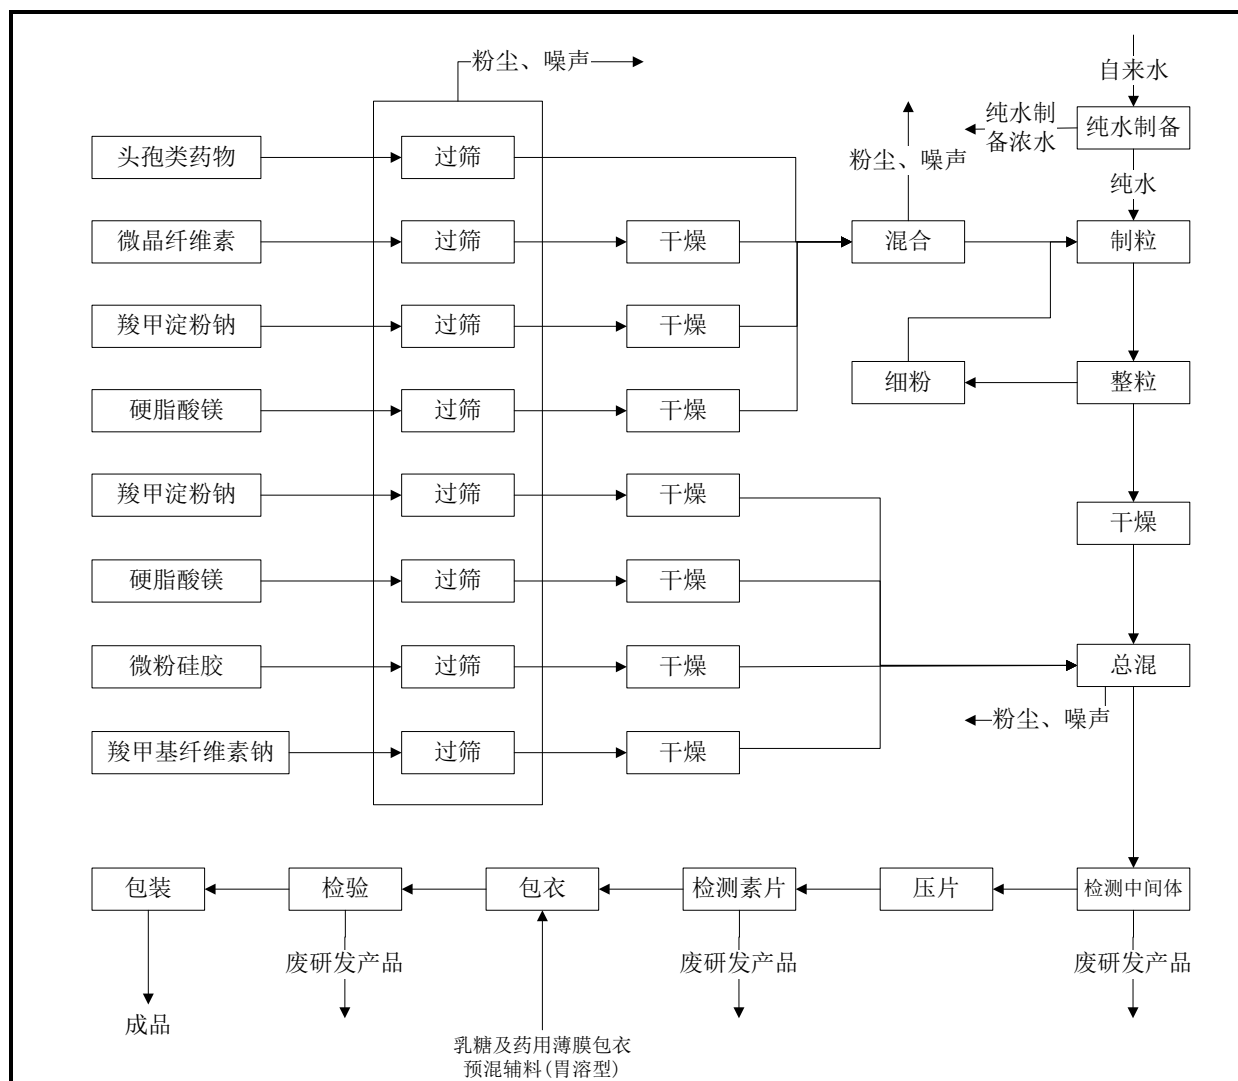 粉尘、噪声
自来水
纯水制
备浓水
纯水制备
头孢类药物
过筛
粉尘、噪声
纯水
微晶纤维素
过筛
干燥
混合
制粒
羧甲淀粉钠
过筛
干燥
硬脂酸镁
过筛
干燥
细粉
整粒
羧甲淀粉钠
过筛
干燥
干燥
硬脂酸镁
过筛
干燥
微粉硅胶
过筛
干燥
总混
粉尘、噪声
羧甲基纤维素钠
过筛
干燥
包装
检验
包衣
检测素片
压片
检测中间体
废研发产品
废研发产品
废研发产品
成品
乳糖及药用薄膜包衣
预混辅料(胃溶型)